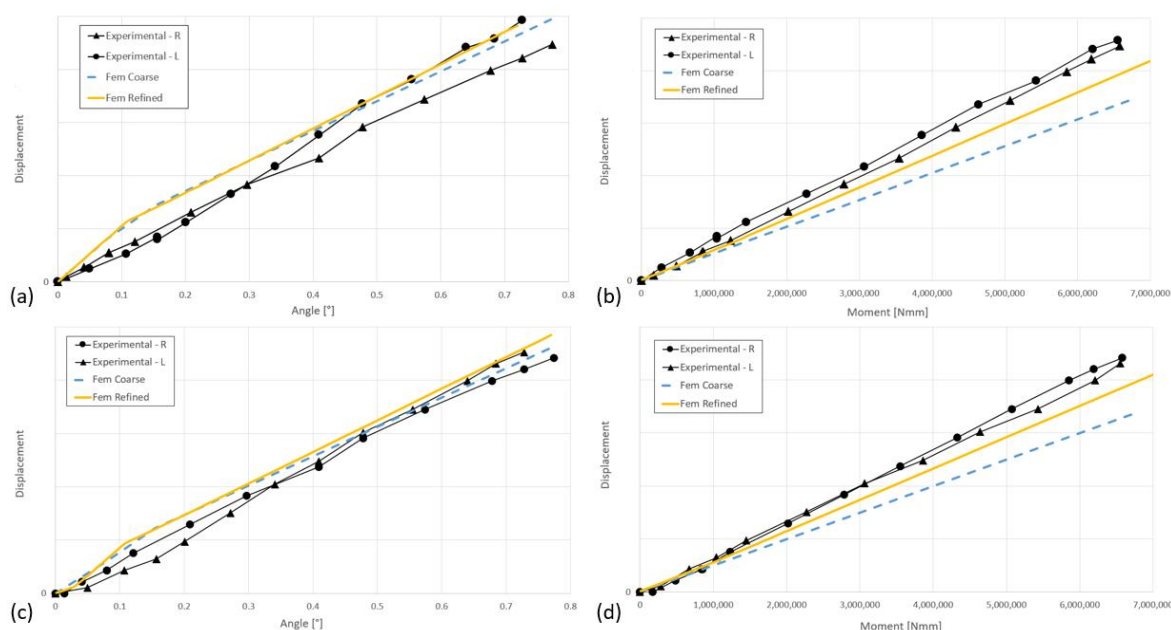 Experimental - R
Experimental - L
Fem Coarse
Fem Refined
Displacement
0
(a)
0 0.1 0.2 0.3 0.4 0.5 0.6 0.7 0.8
Angle [°]
Experimental - R
Experimental - L
Fem Coarse
Fem Refined
Displacement
0
(b)
0 1,000,000 2,000,000 3,000,000 4,000,000 5,000,000 6,000,000 7,000,000
Moment [Nmm]
Experimental - R
Experimental - L
Fem Coarse
Fem Refined
Displacement
0
(c)
0 0.1 0.2 0.3 0.4 0.5 0.6 0.7 0.8
Angle [°]
Experimental - R
Experimental - L
Fem Coarse
Fem Refined
Displacement
0
(d)
0 1,000,000 2,000,000 3,000,000 4,000,000 5,000,000 6,000,000 7,000,000
Moment [Nmm]